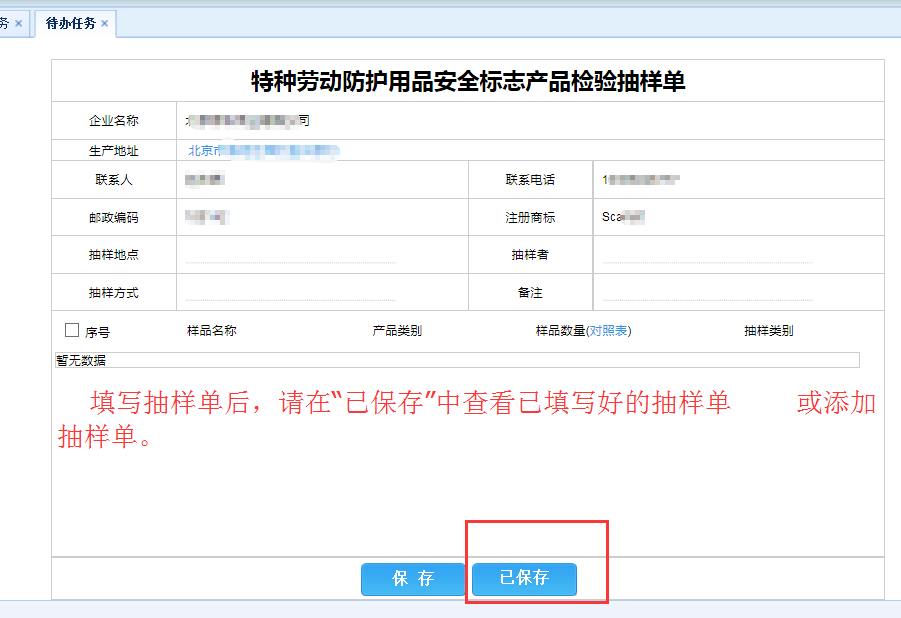 务 ×
待办任务 ×
特种劳动防护用品安全标志产品检验抽样单
企业名称 司
生产地址 北京市
联系人 联系电话 1
邮政编码 注册商标 Sca
抽样地点 抽样者
抽样方式 备注
序号 样品名称 产品类别 样品数量(对照表) 抽样类别
暂无数据
填写抽样单后，请在“已保存”中查看已填写好的抽样单 或添加
抽样单。
保 存 已保存